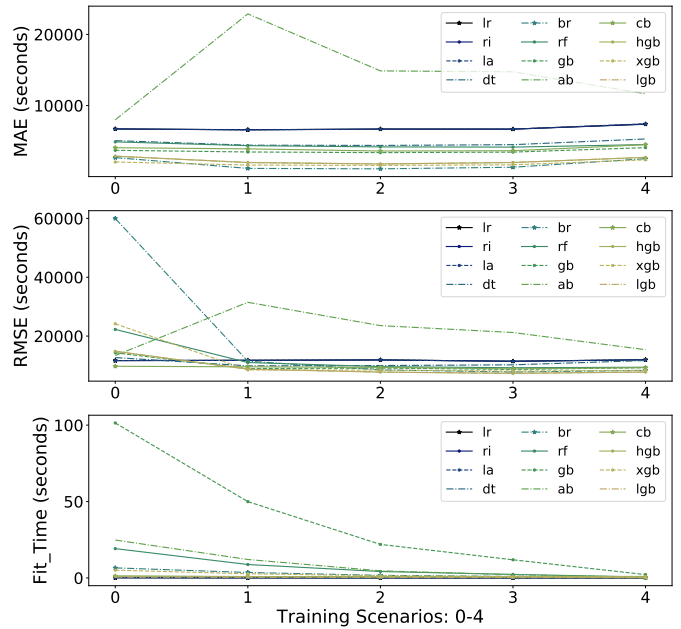 MAE (seconds)
20000
10000
lr br cb
ri rf hgb
la gb xgb
dt ab lgb
0 1 2 3 4
RMSE (seconds)
60000
40000
20000
lr br cb
ri rf hgb
la gb xgb
dt ab lgb
0 1 2 3 4
Fit_Time (seconds)
100
50
0
lr br cb
ri rf hgb
la gb xgb
dt ab lgb
0 1 2 3 4
Training Scenarios: 0-4